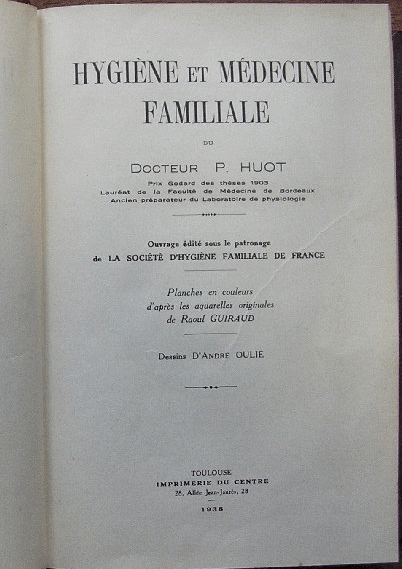 HYGIÈNE ET MÉDECINE
FAMILIALE
DU
DOCTEUR P. HUOT
Prix Godard des thèses 1903
Lauréat de la Faculté de Médecine de Bordeaux
Ancien préparateur du Laboratoire de physiologie
Ouvrage édité sous le patronage
de LA SOCIÉTÉ D'HYGIÈNE FAMILIALE DE FRANCE
Planches en couleurs
d'après les aquarelles originales
de Raoul GUIRAUD
Dessins D'ANDRÉ OULIE
TOULOUSE
IMPRIMERIE DU CENTRE
28, Allée Jean-Jaurès, 28
1938